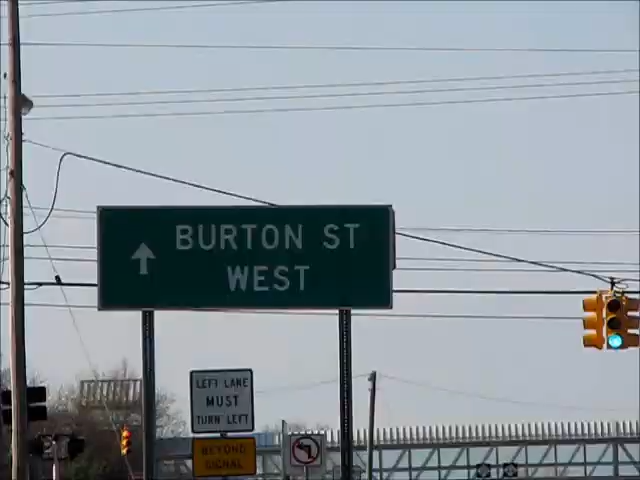 BURTON ST
WEST
LEFT LANE
MUST
TURN LEFT
BEYOND
SIGNAL